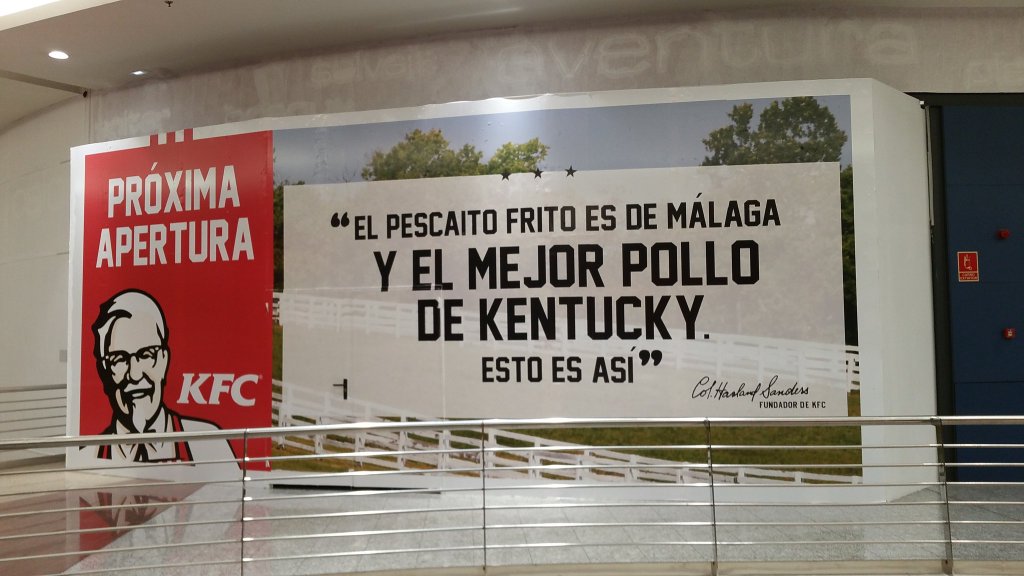 aventura
PRÓXIMA
APERTURA
KFC
“EL PESCAITO FRITO ES DE MÁLAGA
Y EL MEJOR POLLO
DE KENTUCKY.
ESTO ES ASÍ”
Col. Harland Sanders
FUNDADOR DE KFC